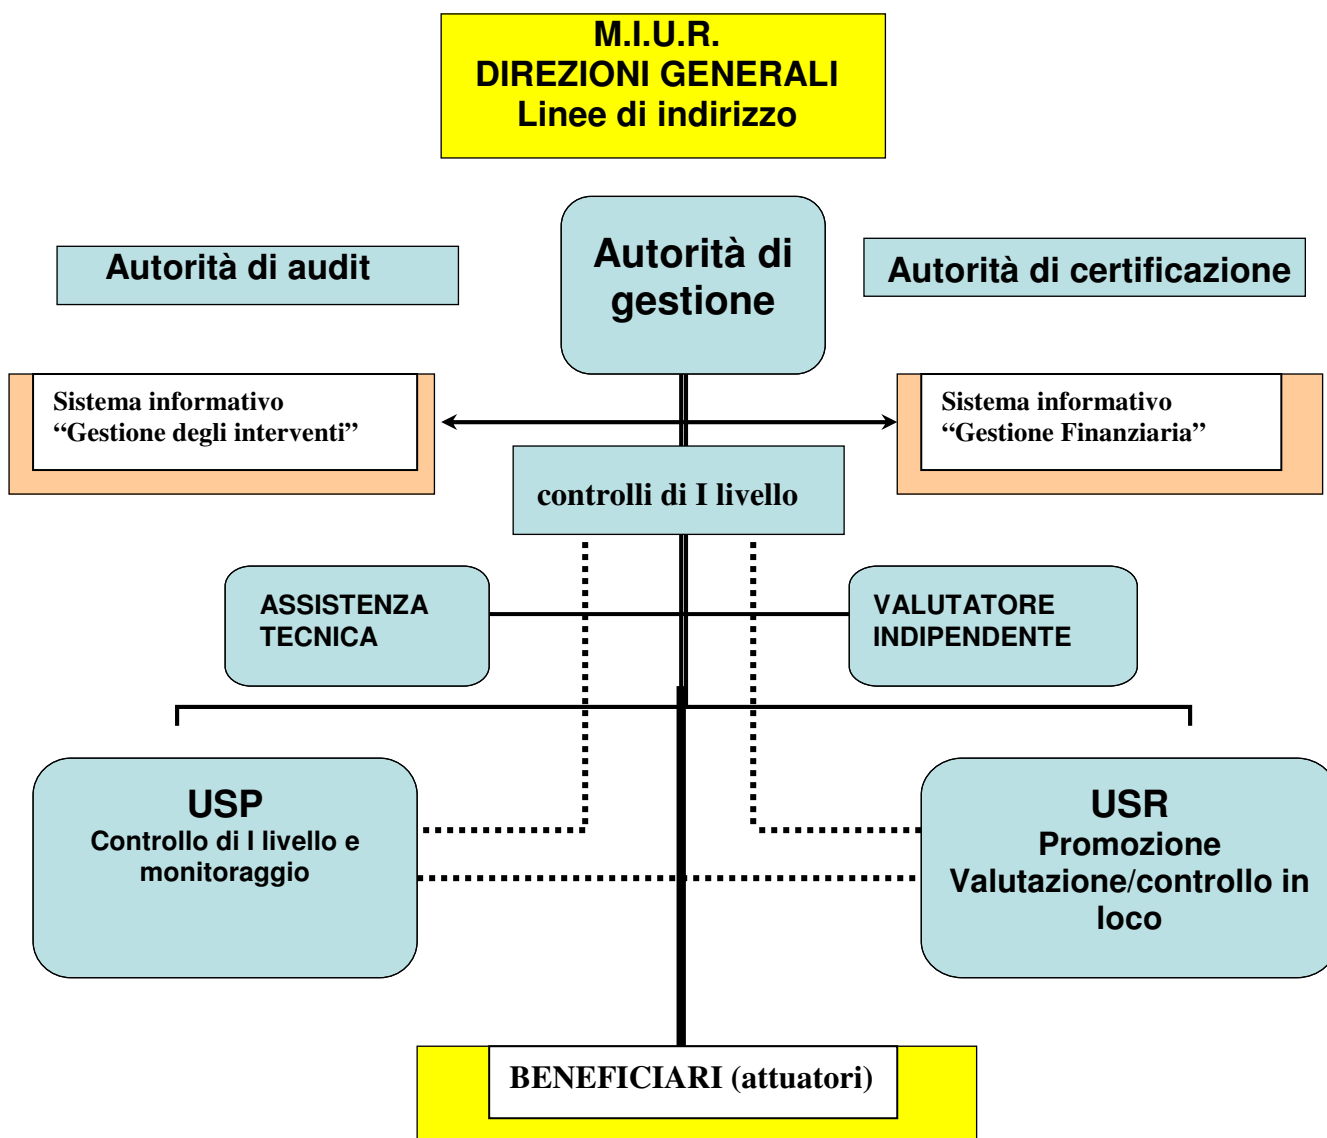 M.I.U.R.
DIREZIONI GENERALI
Linee di indirizzo
Autorità di audit
Autorità di
gestione
Autorità di certificazione
Sistema informativo
“Gestione degli interventi”
Sistema informativo
“Gestione Finanziaria”
controlli di I livello
ASSISTENZA
TECNICA
VALUTATORE
INDIPENDENTE
USP
Controllo di I livello e
monitoraggio
USR
Promozione
Valutazione/controllo in
loco
BENEFICIARI (attuatori)